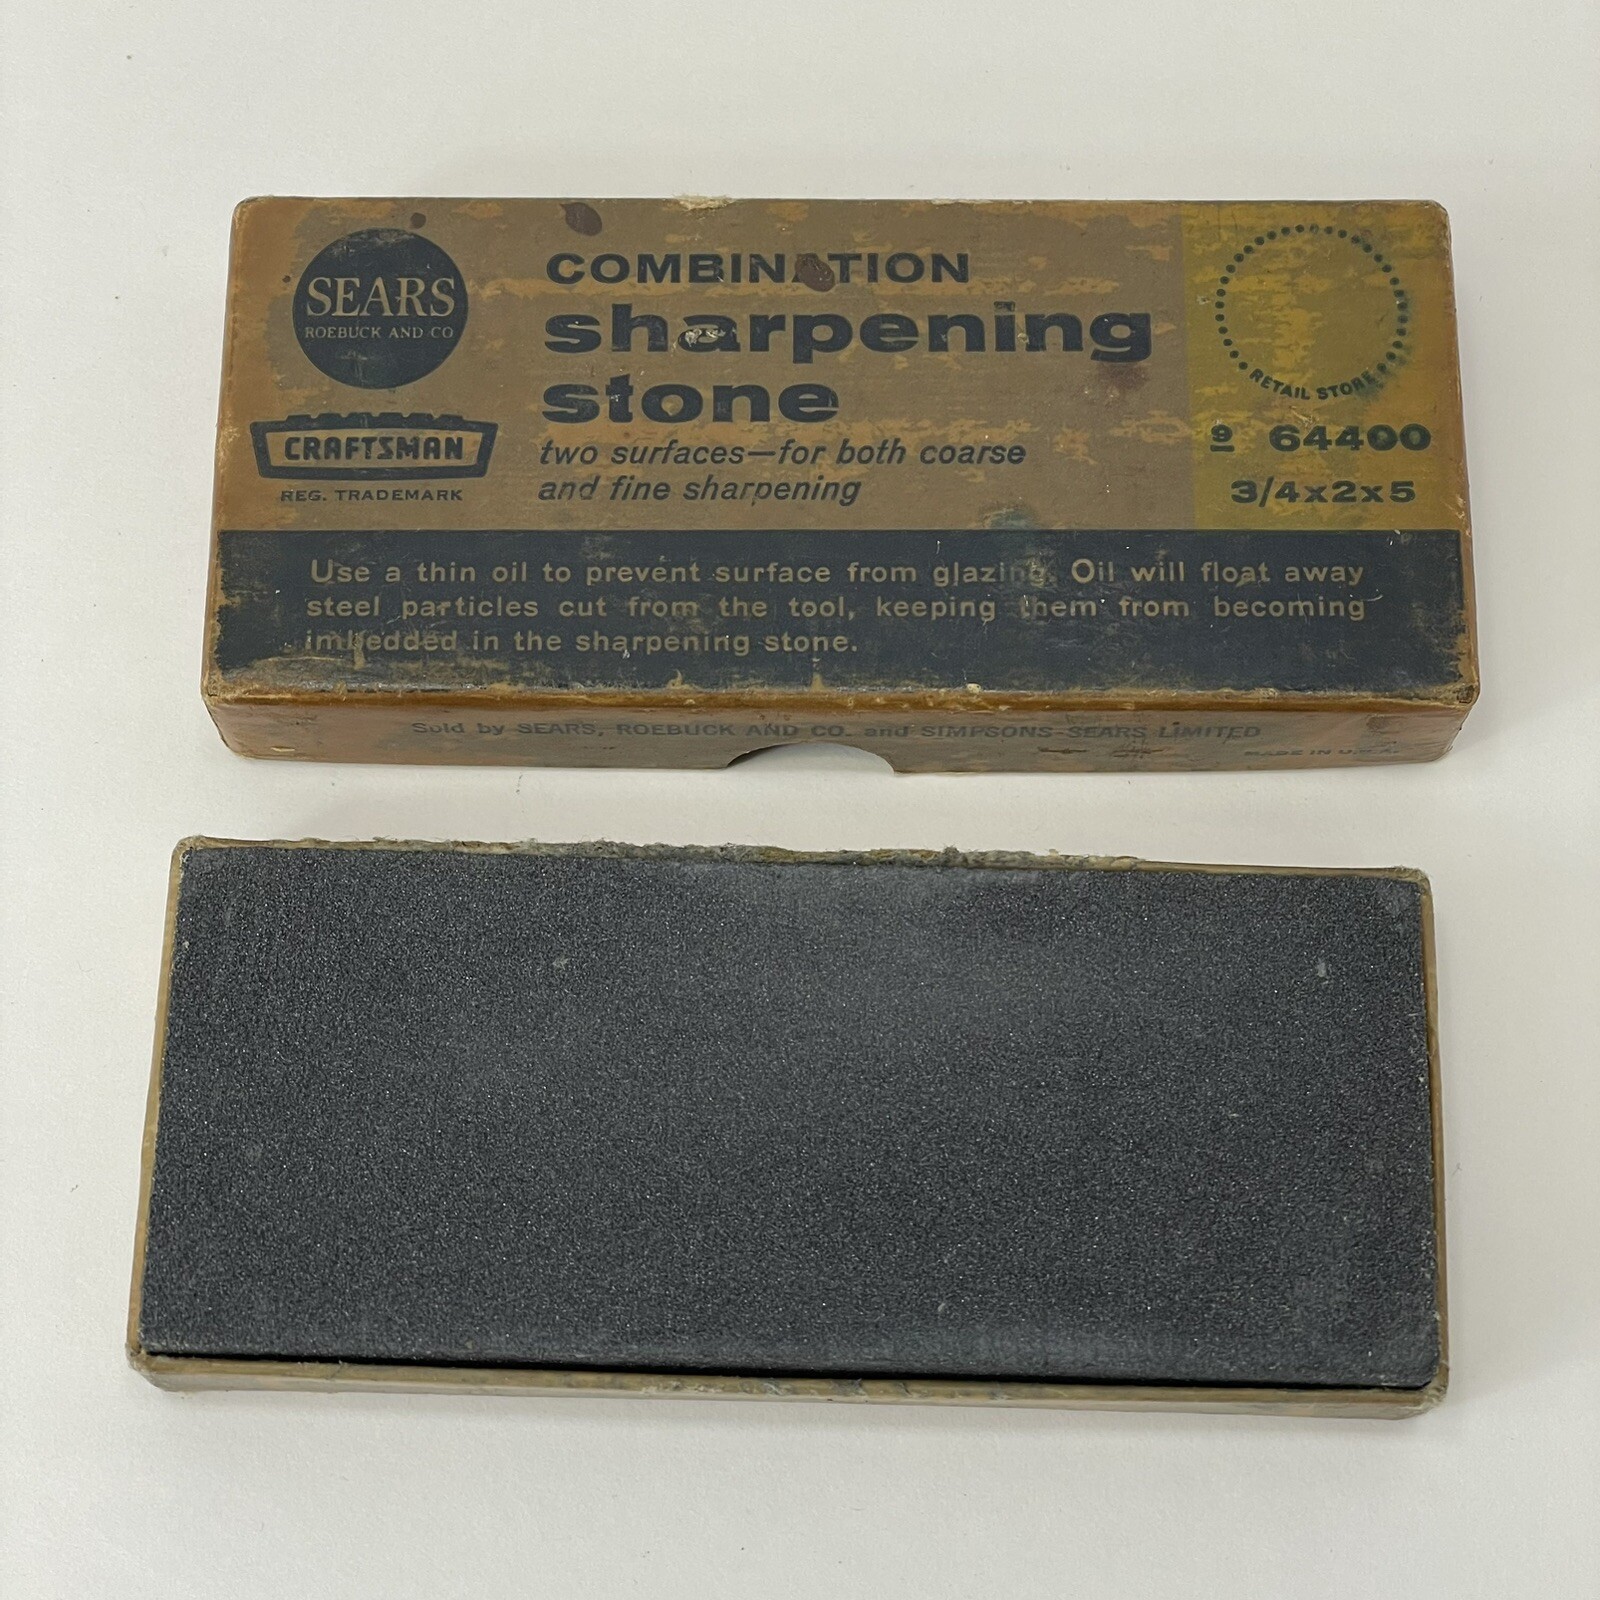 SEARS
ROEBUCK AND CO
CRAFTSMAN
REG. TRADEMARK
COMBINATION
sharpening
stone
two surfaces—for both coarse
and fine sharpening
RETAIL STORE
9 64400
3/4x2x5
Use a thin oil to prevent surface from glazing. Oil will float away
steel particles cut from the tool, keeping them from becoming
imbedded in the sharpening stone.
Sold by SEARS, ROEBUCK AND CO. and SIMPSONS-SEARS LIMITED
MADE IN U.S.A.